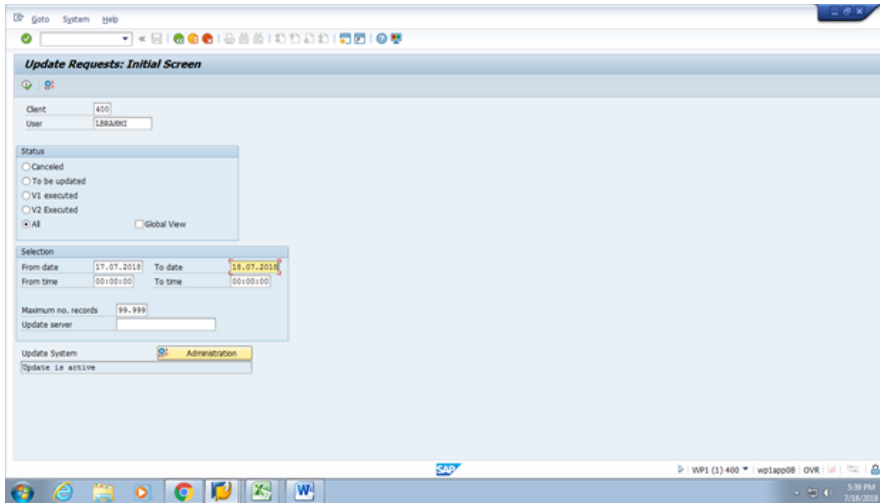 Goto System Help
Update Requests: Initial Screen
Client 400
User LBRAHMI
Status
Canceled
To be updated
V1 executed
V2 Executed
All Global View
Selection
From date 17.07.2018 To date 18.07.2018
From time 00:00:00 To time 00:00:00
Maximum no. records 99.999
Update server
Update System Administration
Update is active
SAP WP1 (1) 400 wp1app08 OVR
5:39 PM
7/18/2018